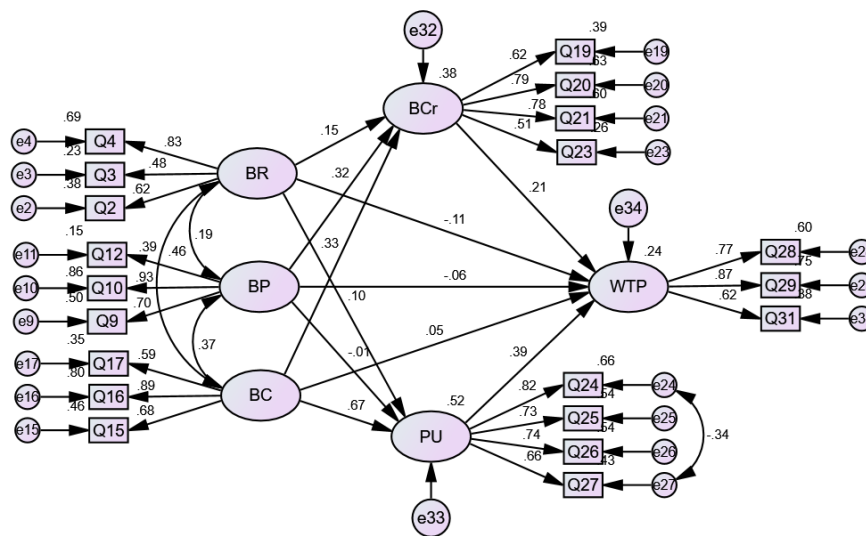 e32
.39
.62
Q19
e19
.38
.63
.79
Q20
e20
BCr
.60
.78
Q21
e21
.51
.26
Q23
e23
.69
e4
Q4
.83
.15
.23
e3
Q3
.48
BR
.32
.21
.38
e2
Q2
.62
e34
.19
-.11
.15
.46
.33
.24
.60
e11
Q12
.39
.77
Q28
.86
.93
.75
e10
Q10
BP
-.06
WTP
.87
Q29
.50
.70
.10
.88
e9
Q9
.62
Q31
.05
.35
.37
-.01
.39
e17
Q17
.59
.66
.80
.82
Q24
e24
e16
Q16
.89
BC
.54
.46
.67
.52
.73
Q25
e25
e15
Q15
.68
PU
.54
-.34
.74
Q26
e26
.66
.43
Q27
e27
e33